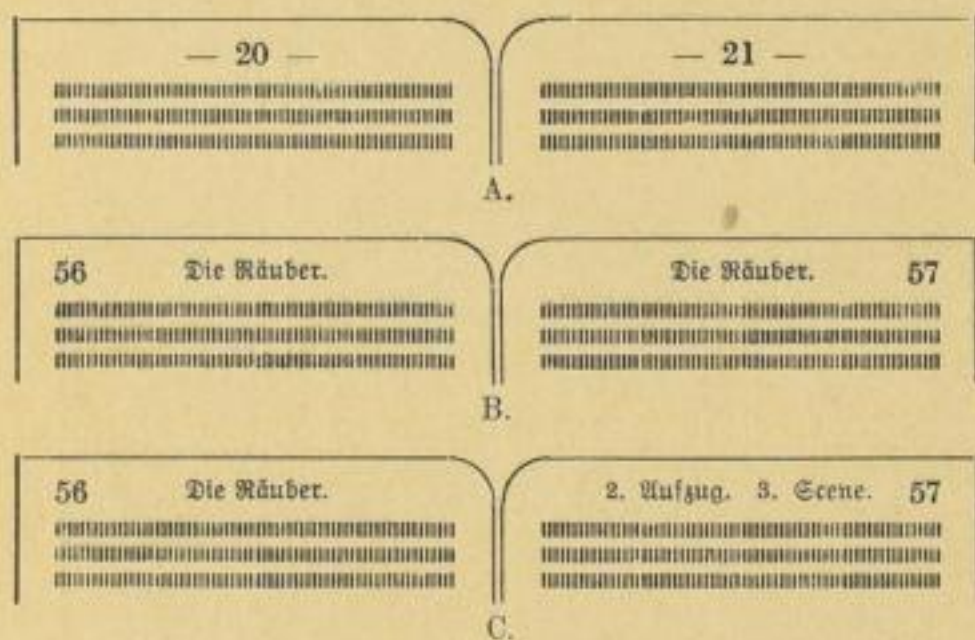 — 20 —
— 21 —
A.
56 Die Räuber.
Die Räuber. 57
B.
56 Die Räuber.
2. Aufzug. 3. Scene. 57
C.